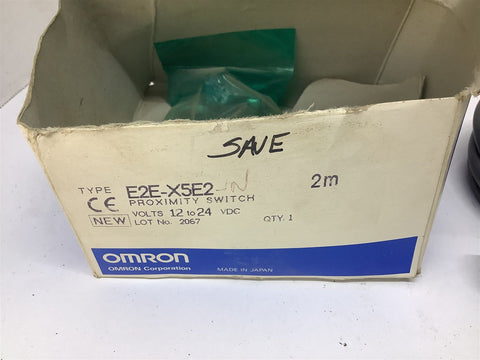 SAVE
TYPE E2E-X5E2-N 2m
CE PROXIMITY SWITCH
NEW VOLTS 12 to 24 VDC QTY. 1
LOT No. 2067
OMRON
OMRON Corporation MADE IN JAPAN